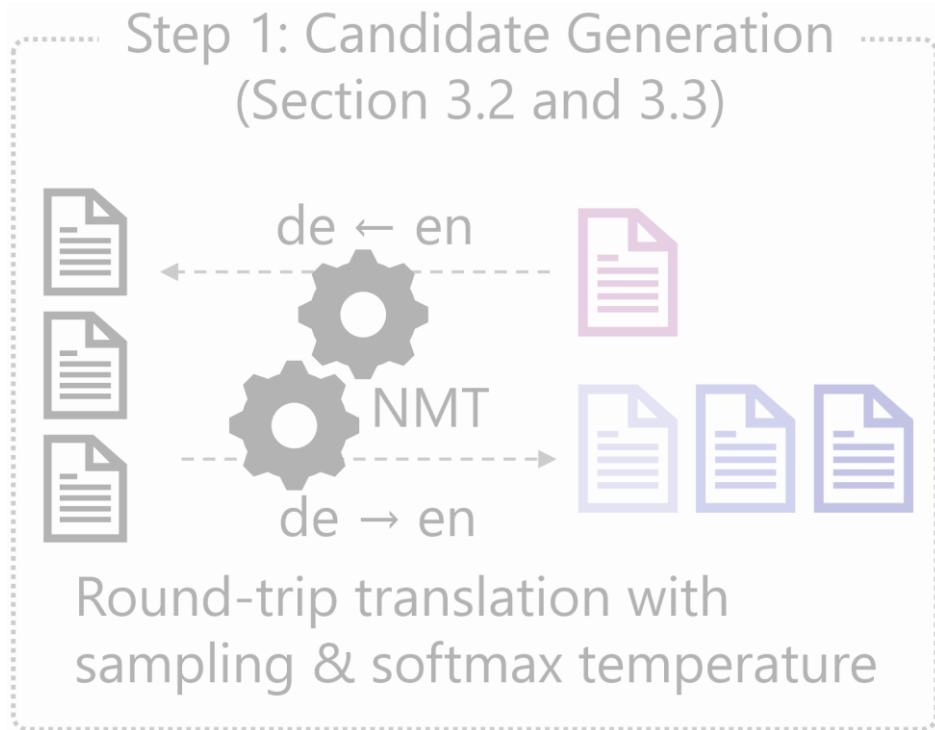 Step 1: Candidate Generation
(Section 3.2 and 3.3)
de ← en
NMT
de → en
Round-trip translation with
sampling & softmax temperature